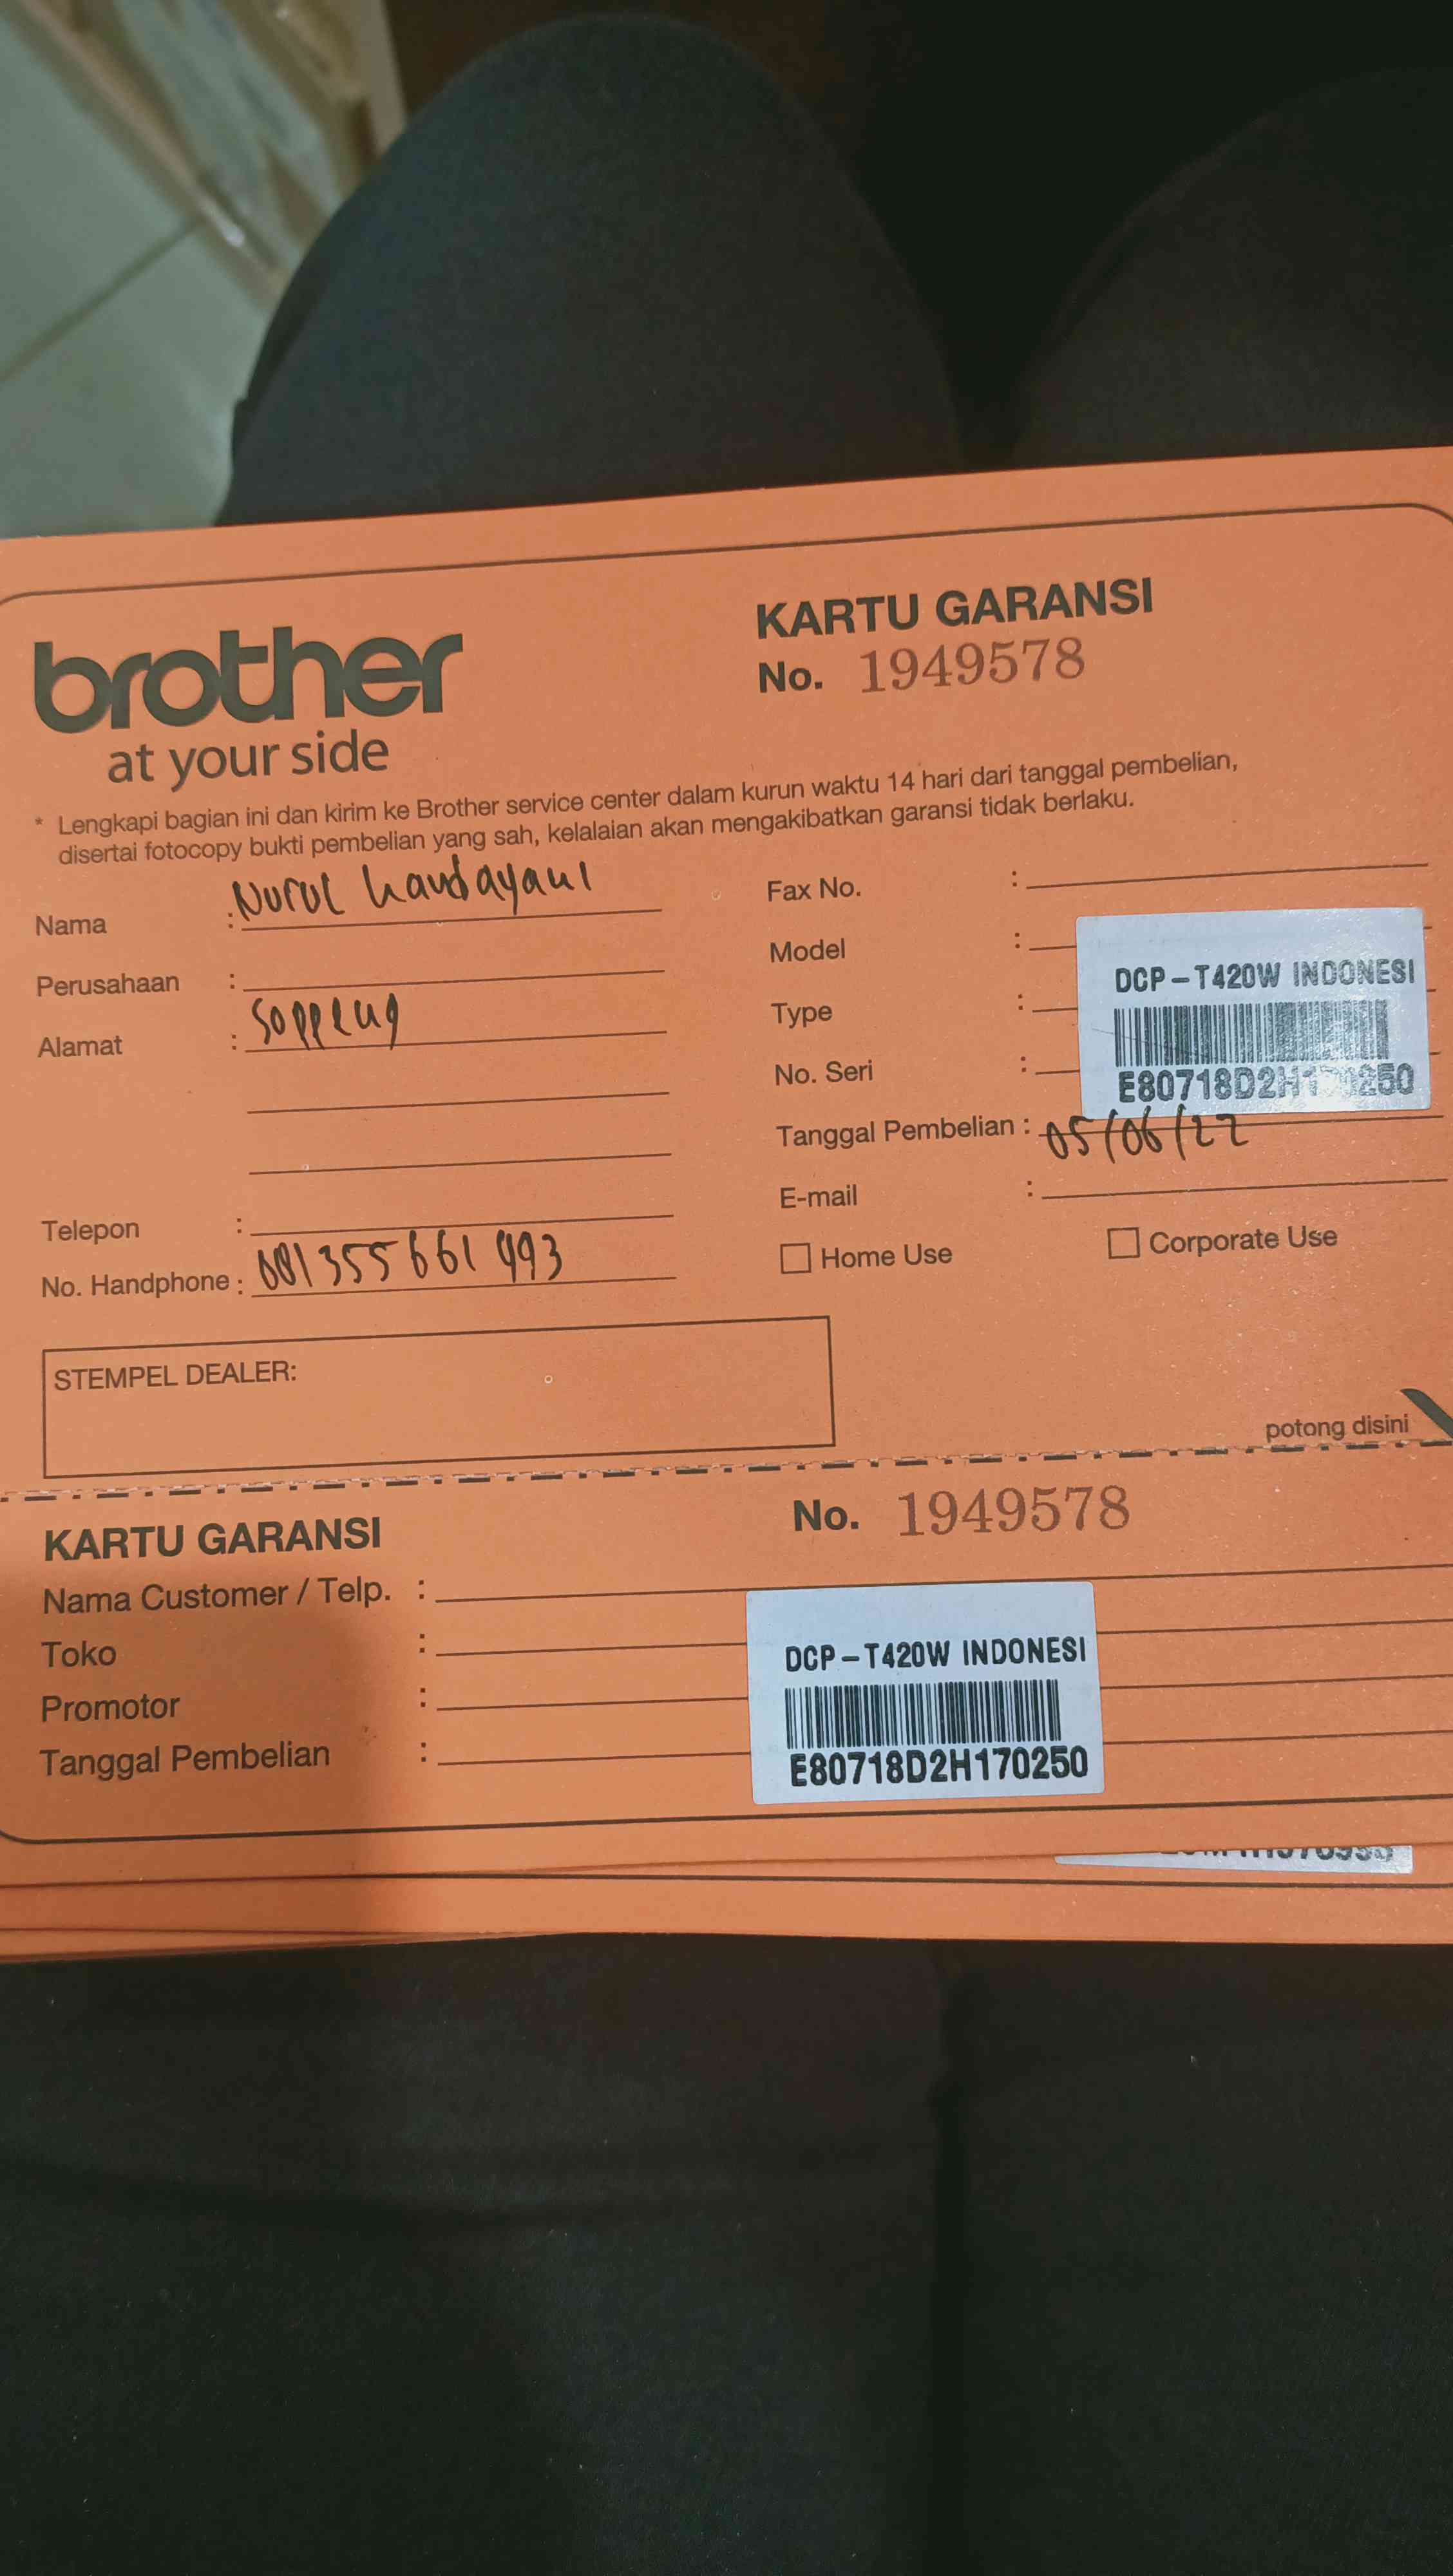 brother
at your side
KARTU GARANSI
No. 1949578
* Lengkapi bagian ini dan kirim ke Brother service center dalam kurun waktu 14 hari dari tanggal pembelian,
disertai fotocopy bukti pembelian yang sah, kelalaian akan mengakibatkan garansi tidak berlaku.
Nama : Nurul handayani
Perusahaan :
Alamat : Soppeng
Telepon :
No. Handphone : 081355661993
Fax No. :
Model :
Type :
No. Seri :
DCP-T420W INDONESI
E80718D2H170250
Tanggal Pembelian : 05/06/22
E-mail :
Home Use
Corporate Use
STEMPEL DEALER:
potong disini
KARTU GARANSI
No. 1949578
Nama Customer / Telp. :
Toko :
Promotor :
Tanggal Pembelian :
DCP-T420W INDONESI
E80718D2H170250